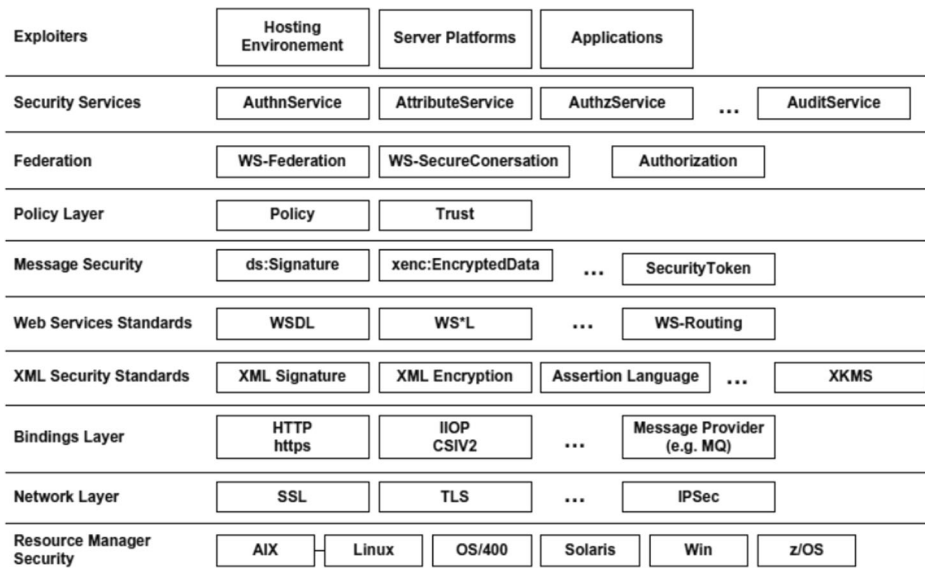 Exploiters
Hosting
Environement
Server Platforms
Applications
Security Services
AuthnService
AttributeService
AuthzService
...
AuditService
Federation
WS-Federation
WS-SecureConersation
Authorization
Policy Layer
Policy
Trust
Message Security
ds:Signature
xenc:EncryptedData
...
SecurityToken
Web Services Standards
WSDL
WS*L
...
WS-Routing
XML Security Standards
XML Signature
XML Encryption
Assertion Language
...
XKMS
Bindings Layer
HTTP
https
IIOP
CSIV2
...
Message Provider
(e.g. MQ)
Network Layer
SSL
TLS
...
IPSec
Resource Manager
Security
AIX
Linux
OS/400
Solaris
Win
z/OS